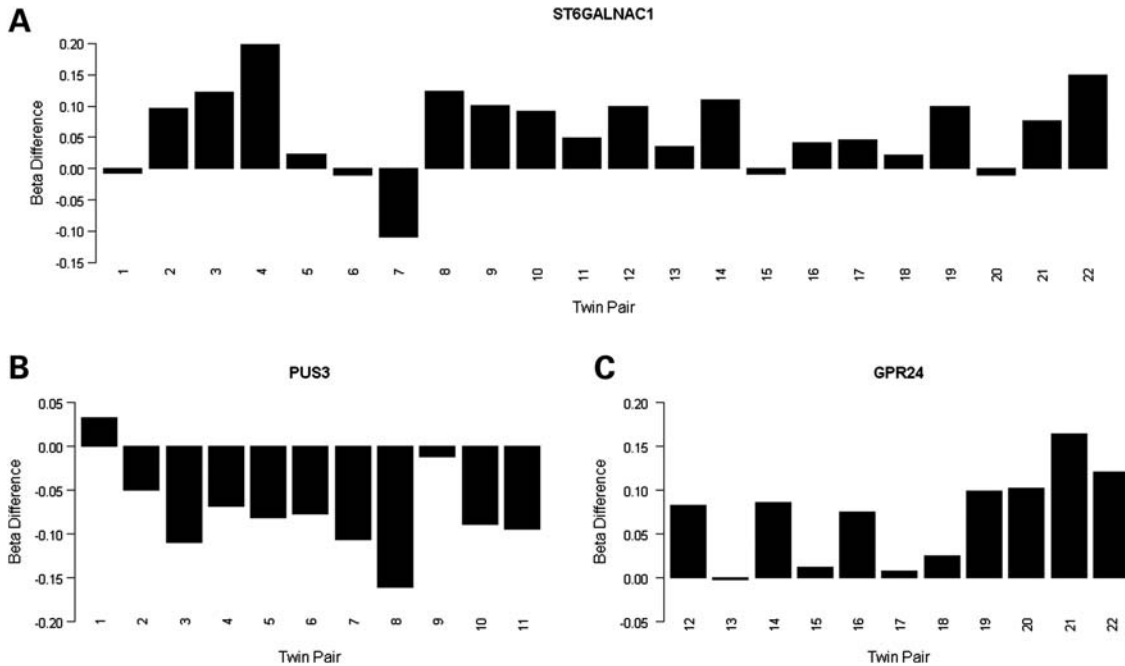 A
ST6GALNAC1
Beta Difference
0.20
0.15
0.10
0.05
0.00
-0.05
-0.10
-0.15
1 2 3 4 5 6 7 8 9 10 11 12 13 14 15 16 17 18 19 20 21 22
Twin Pair
B
PUS3
Beta Difference
0.05
0.00
-0.05
-0.10
-0.15
-0.20
1 2 3 4 5 6 7 8 9 10 11
Twin Pair
C
GPR24
Beta Difference
0.20
0.15
0.10
0.05
0.00
-0.05
12 13 14 15 16 17 18 19 20 21 22
Twin Pair